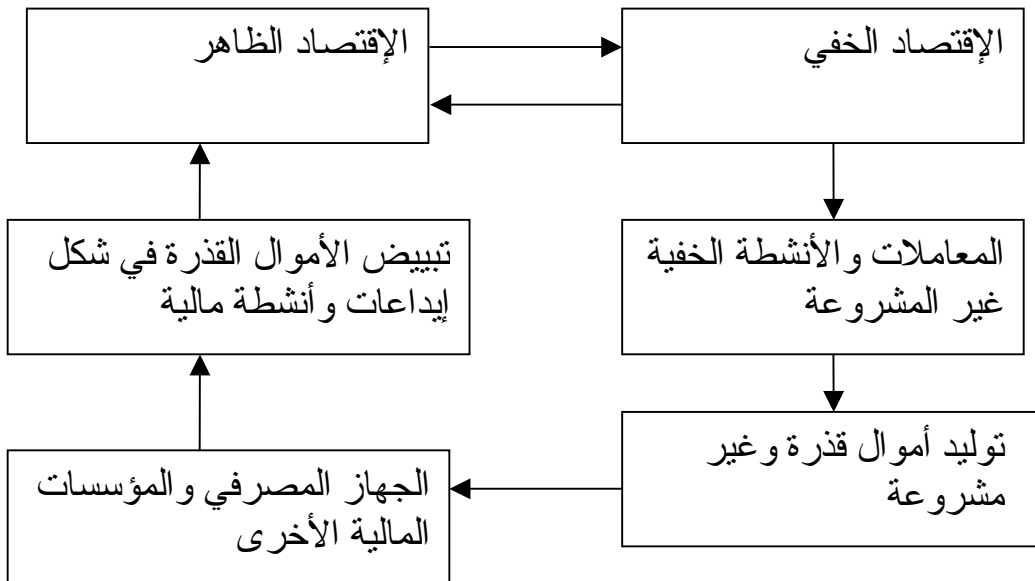 الإقتصاد الخفي
الإقتصاد الظاهر
المعاملات والأنشطة الخفية
غير المشروعة
تبييض الأموال القذرة في شكل
إيداعات وأنشطة مالية
توليد أموال قذرة وغير
مشروعة
الجهاز المصرفي والمؤسسات
المالية الأخرى